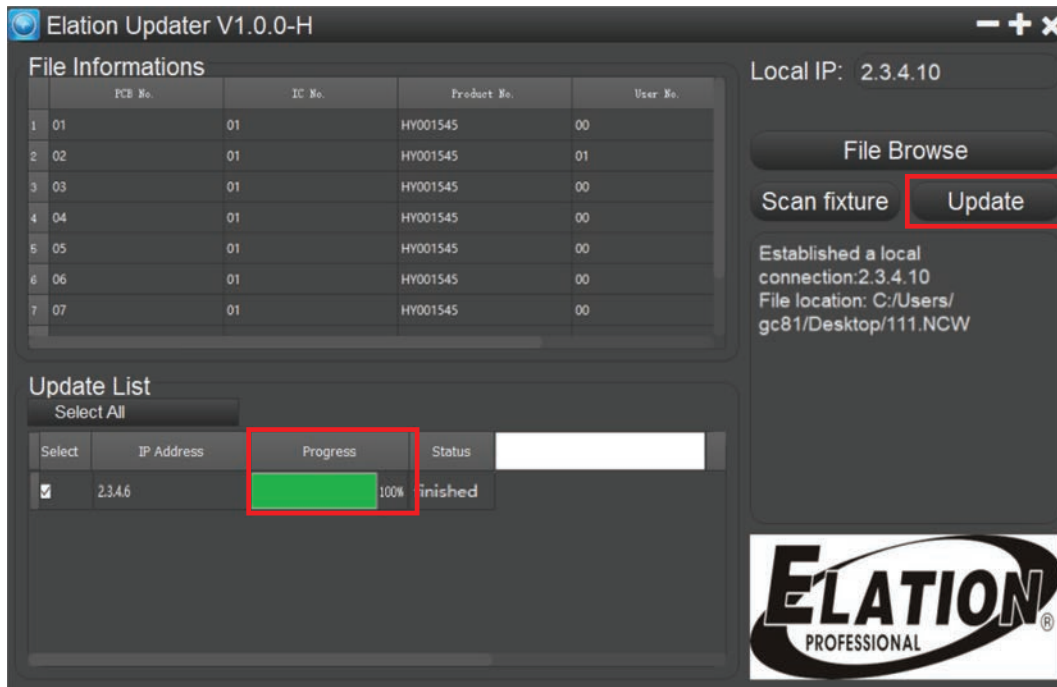 Elation Updater V1.0.0-H
File Informations
PCB No. IC No. Product No. User No.
1 01 01 HY001545 00
2 02 01 HY001545 01
3 03 01 HY001545 00
4 04 01 HY001545 00
5 05 01 HY001545 00
6 06 01 HY001545 00
7 07 01 HY001545 00
Update List
Select All
Select IP Address Progress Status
2.3.4.6 100% finished
Local IP: 2.3.4.10
File Browse
Scan fixture Update
Established a local
connection:2.3.4.10
File location: C:/Users/
gc81/Desktop/111.NCW
ELATION ®
PROFESSIONAL